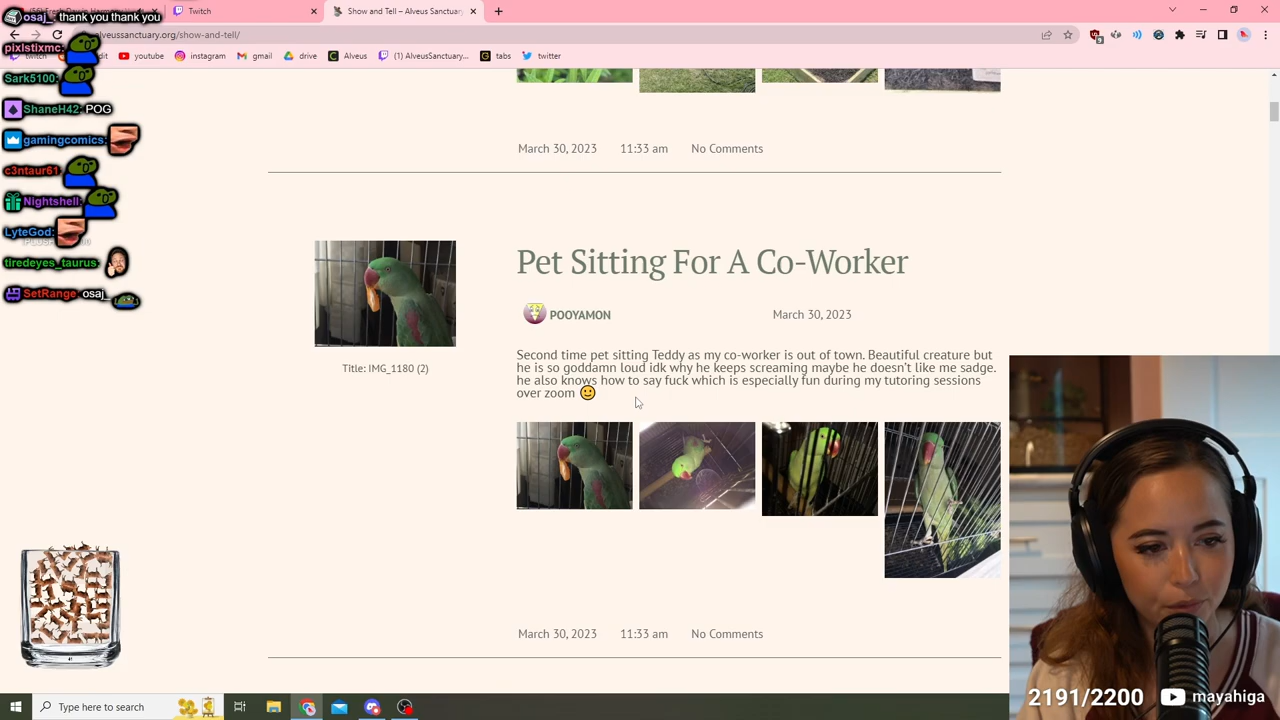 osaj_: thank you thank you
Twitch
Show and Tell – Alveus Sanctuary
alveussanctuary.org/show-and-tell/
twitch
youtube
instagram
gmail
drive
Alveus
(1) AlveusSanctuary...
tabs
twitter
pixlstixmc:
Sark5100:
ShaneH42: POG
gamingcomics:
c3ntaur61:
Nightshell:
LyteGod:
tiredeyes_taurus:
SetRange: osaj_
March 30, 2023 11:33 am No Comments
Pet Sitting For A Co-Worker
POOYAMON March 30, 2023
Title: IMG_1180 (2)
Second time pet sitting Teddy as my co-worker is out of town. Beautiful creature but
he is so goddamn loud idk why he keeps screaming maybe he doesn't like me sadge.
he also knows how to say fuck which is especially fun during my tutoring sessions
over zoom
March 30, 2023 11:33 am No Comments
2191/2200 mayahiga
Type here to search